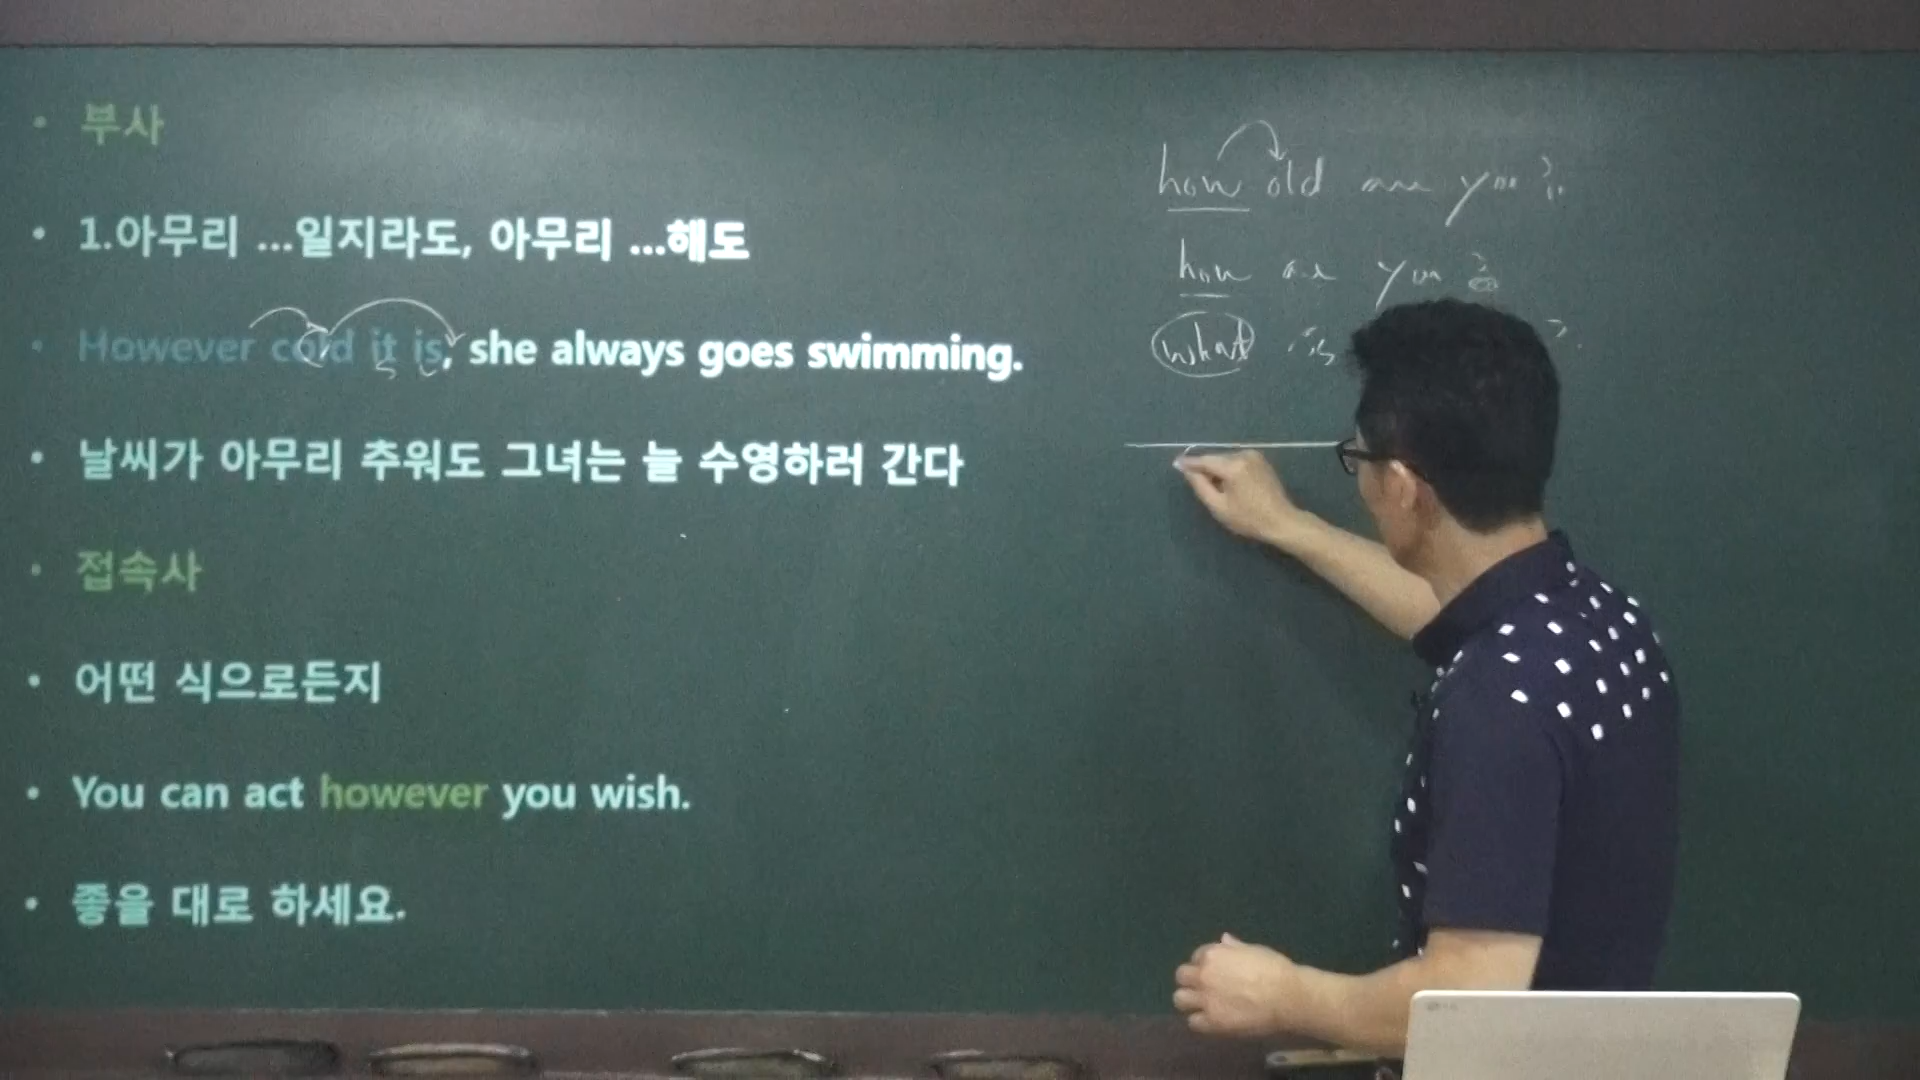 • 부사
• 1.아무리 ...일지라도, 아무리 ...해도
• However cold it is, she always goes swimming.
• 날씨가 아무리 추워도 그녀는 늘 수영하러 간다
• 접속사
• 어떤 식으로든지
• You can act however you wish.
• 좋을 대로 하세요.
how old are you?
how are you?
what is ?